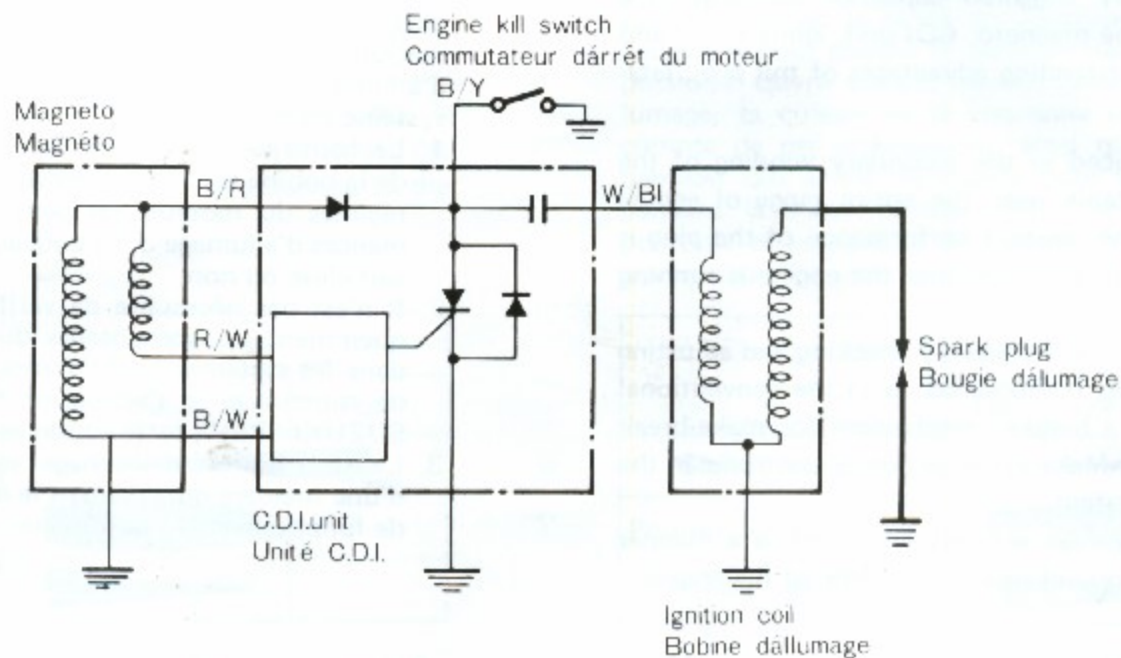 Engine kill switch
Commutateur dárrêt du moteur
B/Y
Magneto
Magnéto
B/R
W/Bl
R/W
Spark plug
Bougie dálumage
B/W
C.D.I.unit
Unité C.D.I.
Ignition coil
Bobine dállumage